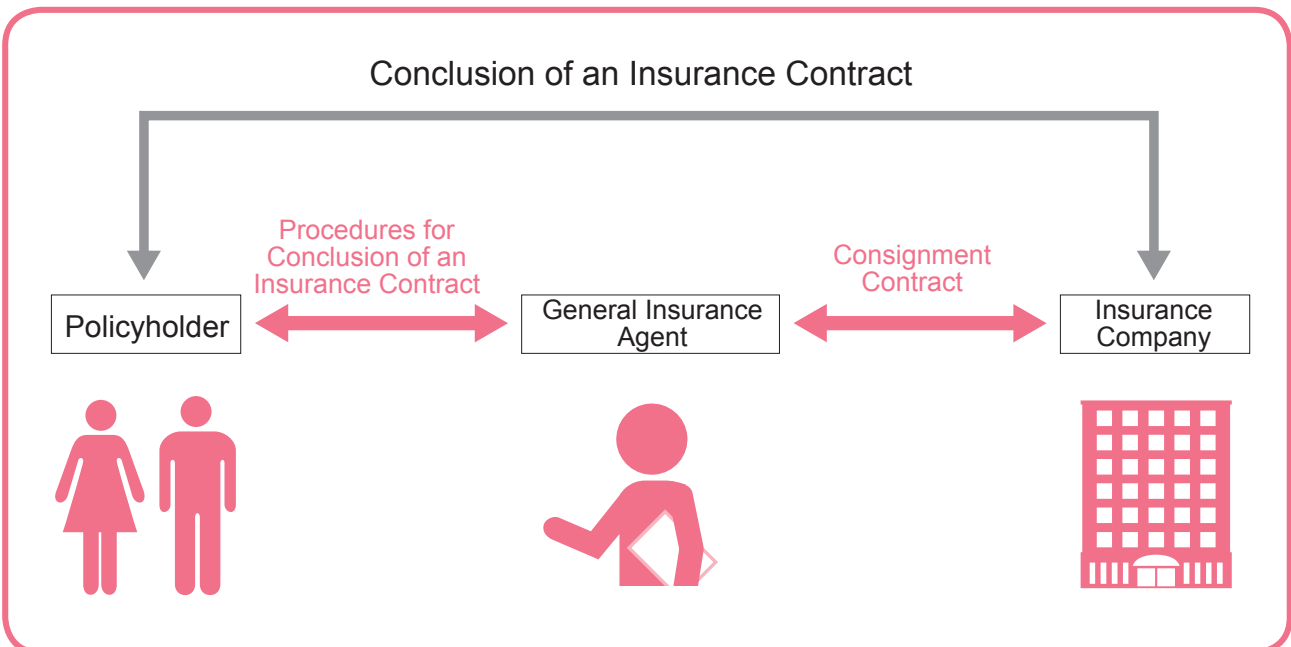 Conclusion of an Insurance Contract
Procedures for
Conclusion of an
Insurance Contract
Consignment
Contract
Policyholder
General Insurance
Agent
Insurance
Company